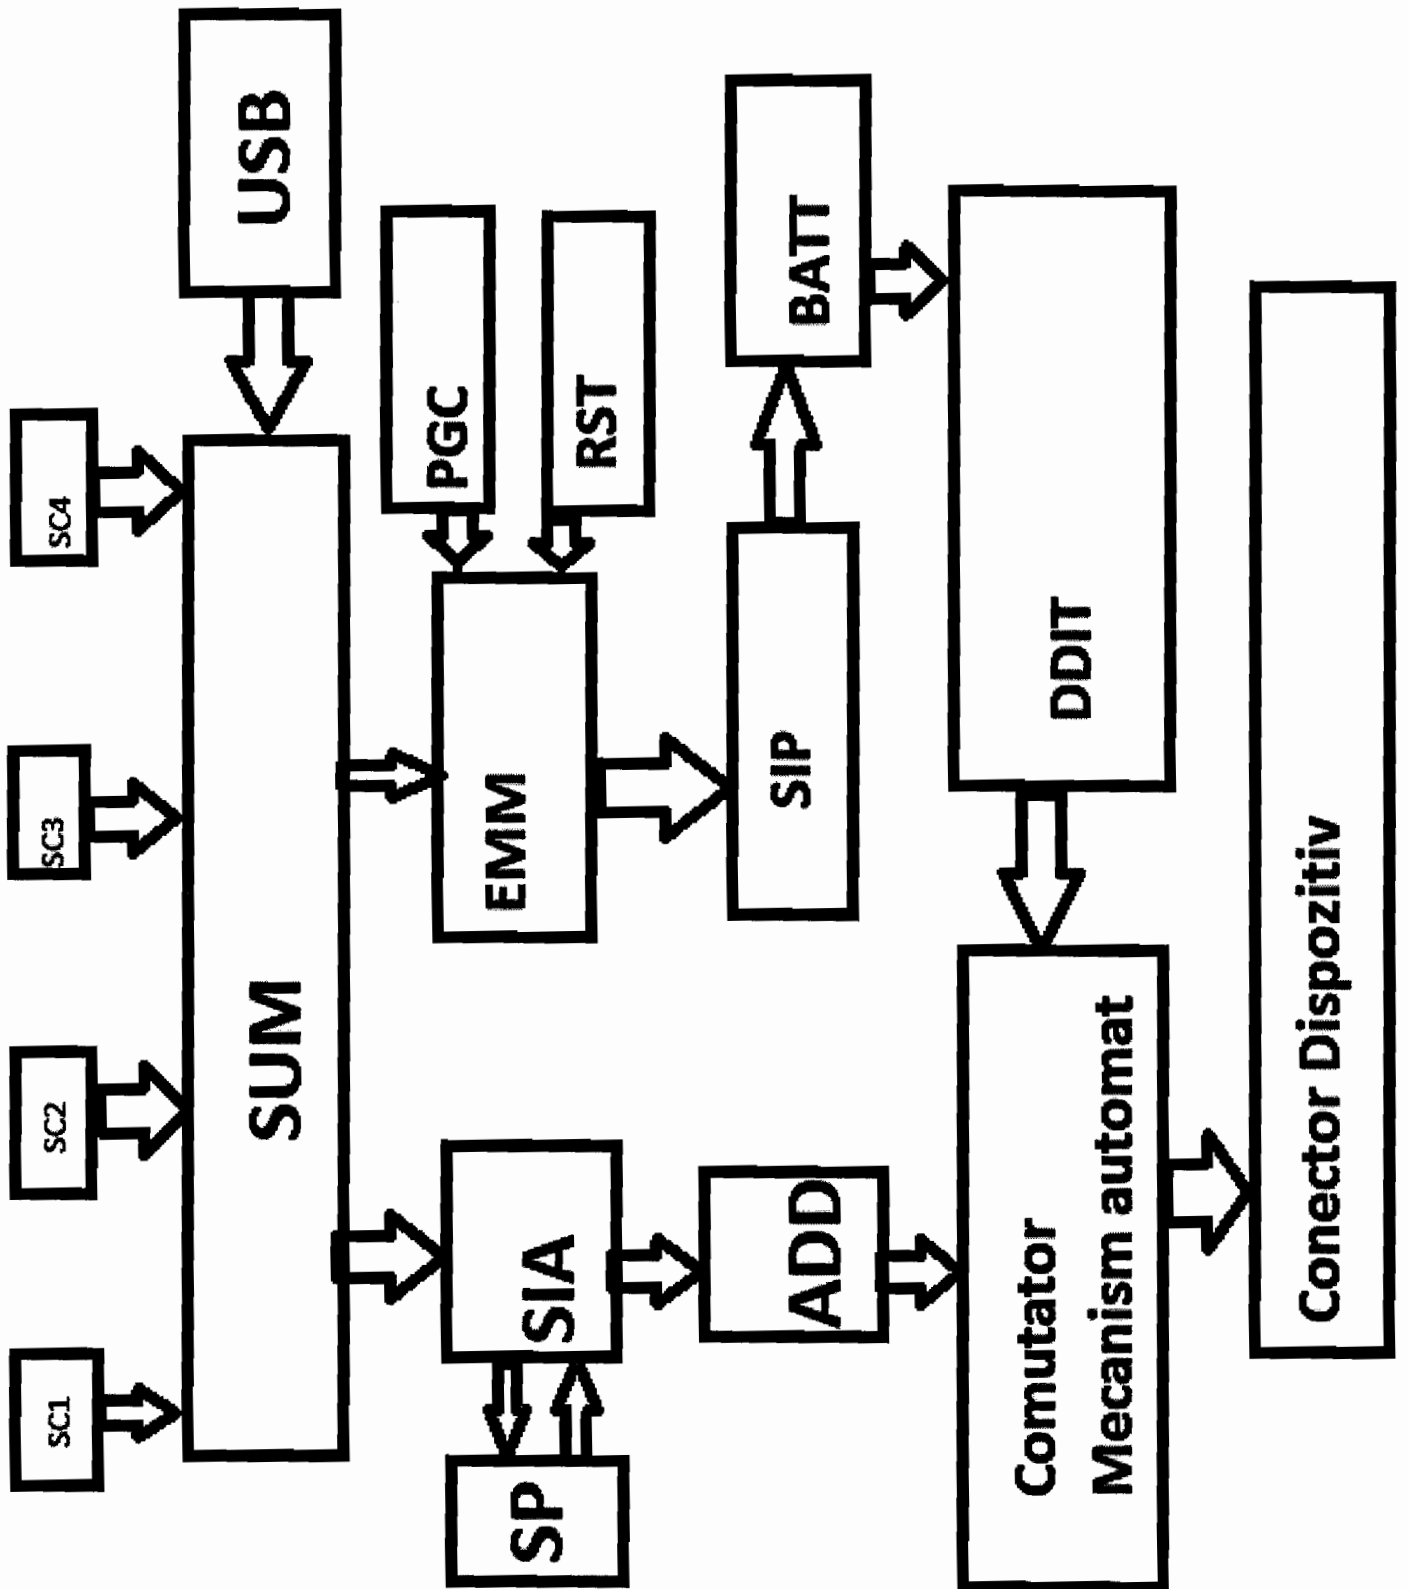 SC1
SC2
SC3
SC4
SUM
USB
SP
SIA
EMM
PGC
RST
ADD
SIP
BATT
Comutator
Mecanism automat
DDIT
Conector Dispozitiv